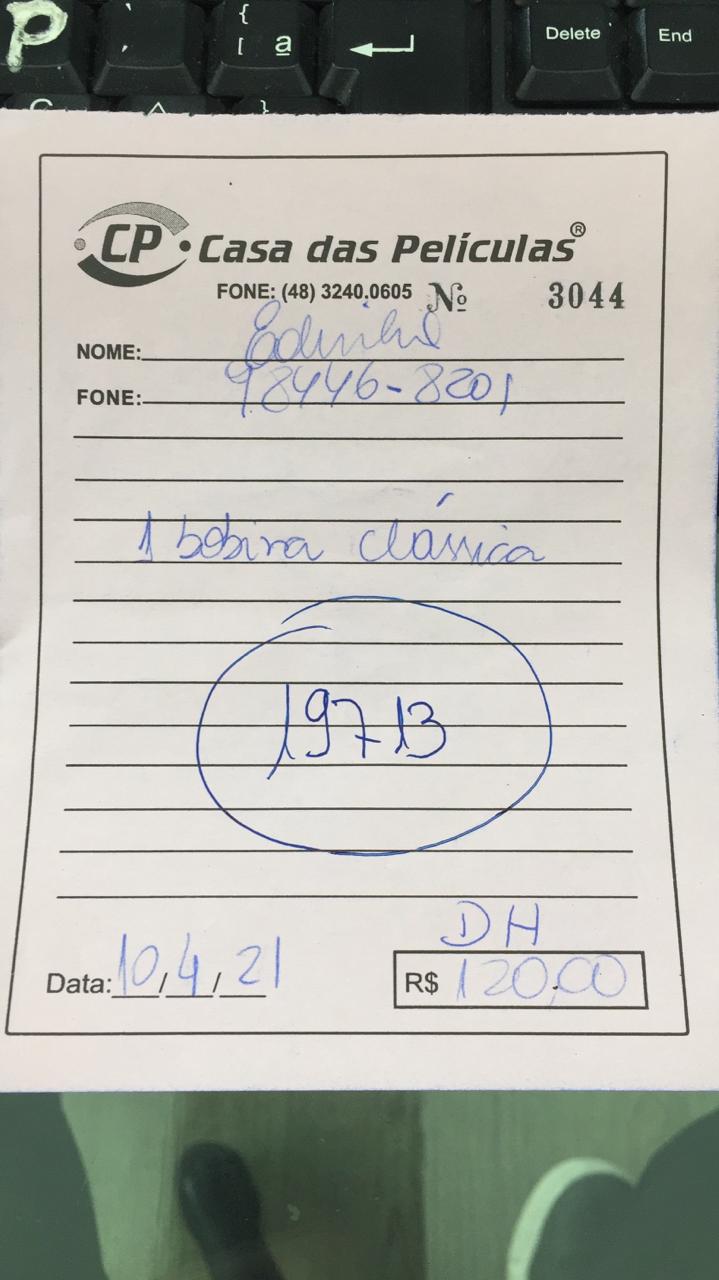 P
{
[ ª
Delete
End
CP Casa das Películas®
FONE: (48) 3240.0605 Nº 3044
NOME:
FONE: 98446-8201
1 bobina clássica
19713
DH
Data: 10/4/21
R$ 120,00